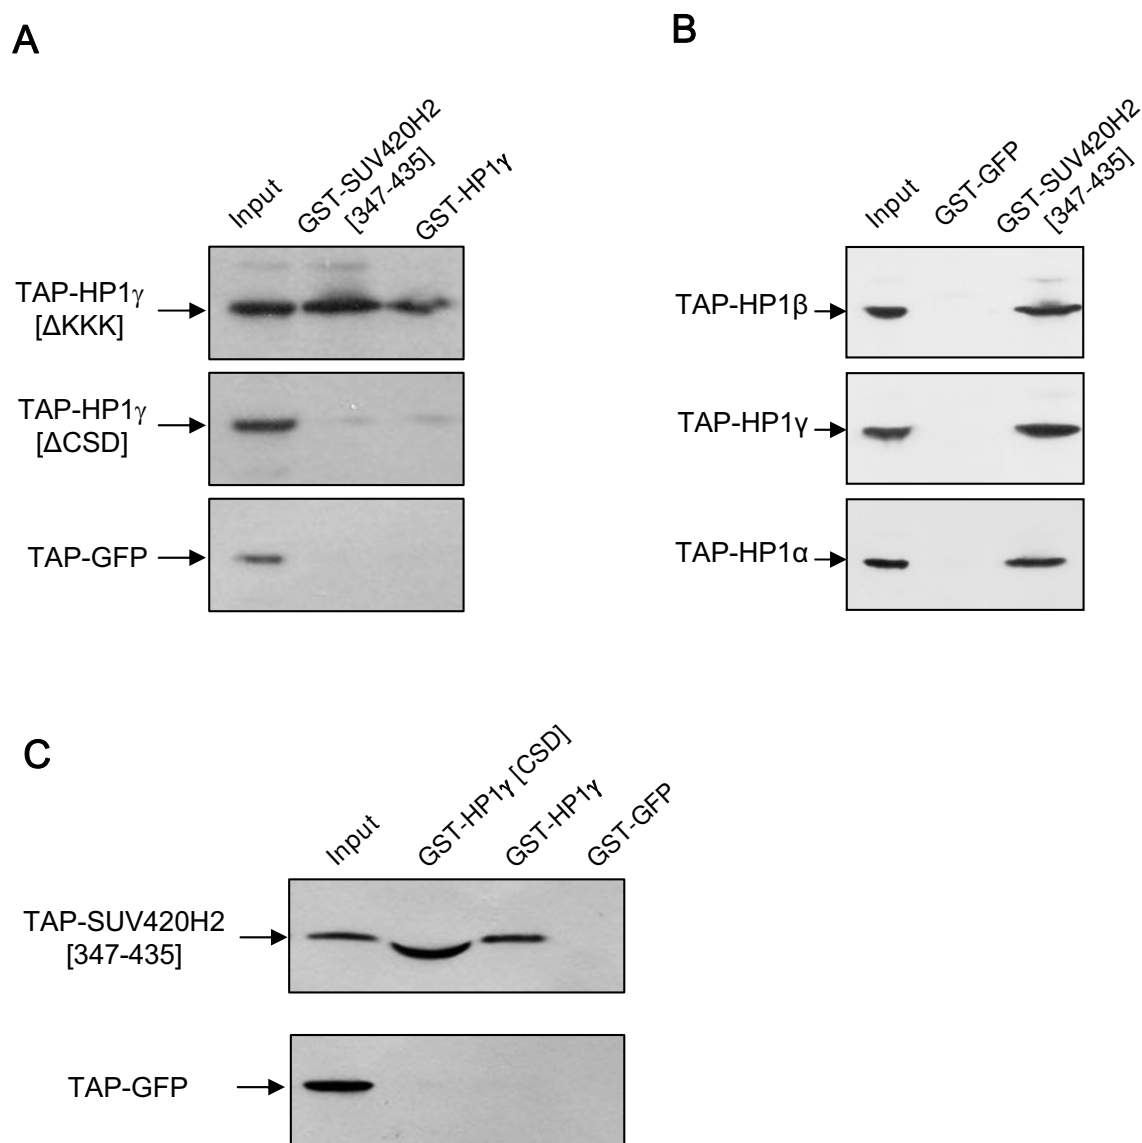 A
Input
GST-SUV420H2
[347-435]
GST-HP1γ
TAP-HP1γ
[ΔKKK]
TAP-HP1γ
[ΔCSD]
TAP-GFP
B
Input
GST-GFP
GST-SUV420H2
[347-435]
TAP-HP1β
TAP-HP1γ
TAP-HP1α
C
Input
GST-HP1γ [CSD]
GST-HP1γ
GST-GFP
TAP-SUV420H2
[347-435]
TAP-GFP